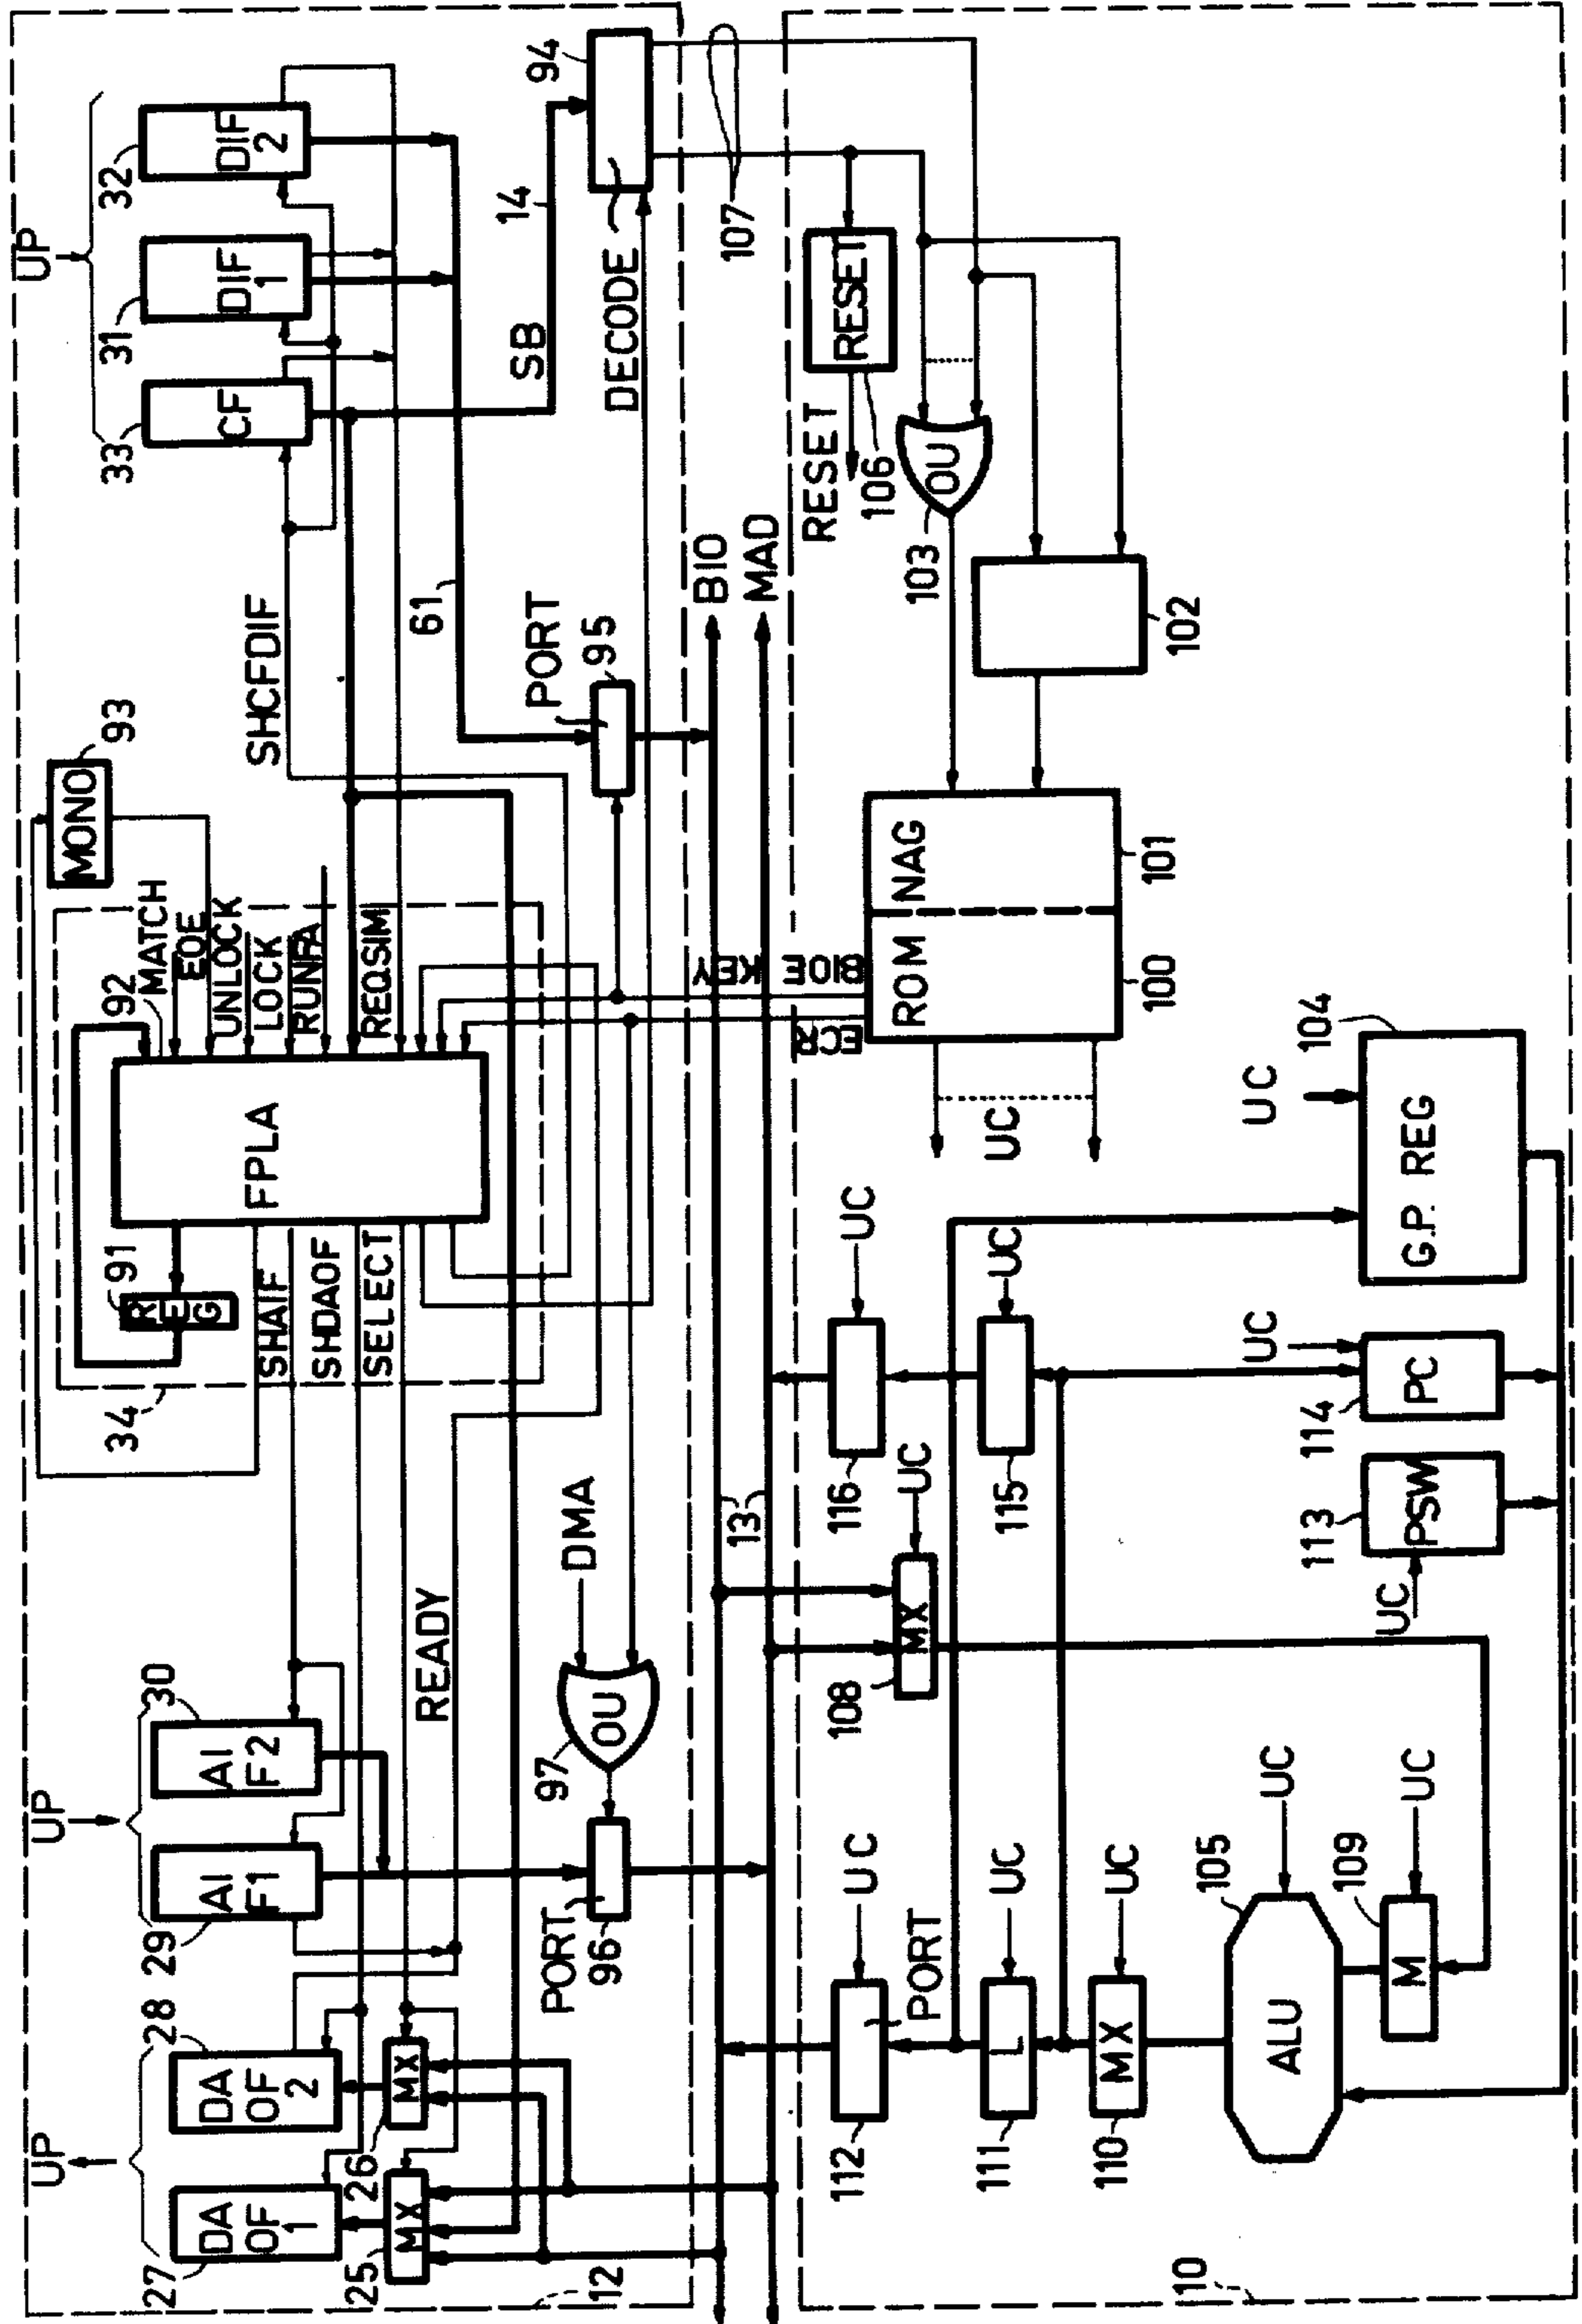 UP
UP
UP
27
DA
OF
1
28
DA
OF
2
29
AI
F1
30
AI
F2
33
CF
31
DIF
1
32
DIF
2
25
MX
26
MX
34
91
REG
FPLA
92
MONO
93
MATCH
EOE
UNLOCK
LOCK
RUNFA
REQSIM
SHAIF
SHDAOF
SELECT
READY
SHCFDIF
61
SB
14
94
DECODE
PORT
95
PORT
96
97
OU
DMA
12
BIO
MAD
13
107
KEY
BIOE
ECR
RESET
RESET
106
OU
103
102
NAG
101
ROM
100
UC
112
UC
PORT
111
L
UC
110
MX
UC
ALU
105
UC
M
109
UC
108
MX
UC
116
UC
115
UC
113
PSW
UC
114
PC
UC
G.P. REG
104
UC
10